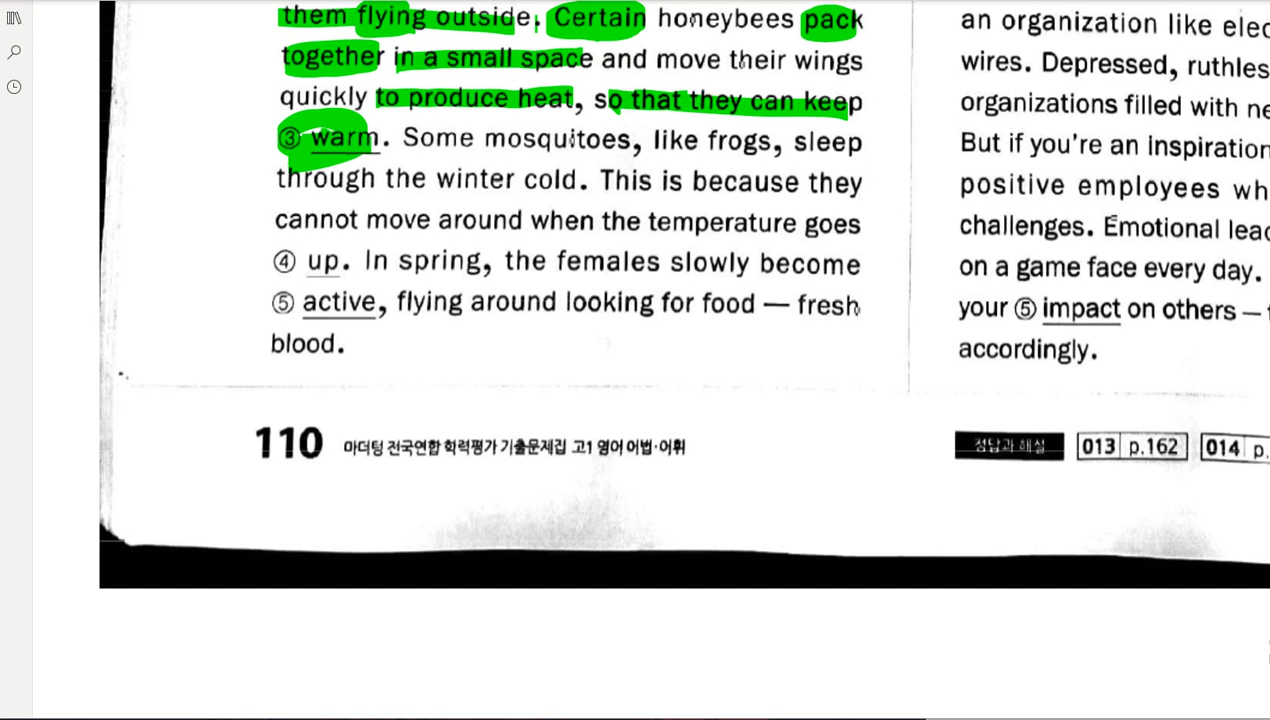 them flying outside. Certain honeybees pack
together in a small space and move their wings
quickly to produce heat, so that they can keep
③ warm. Some mosquitoes, like frogs, sleep
through the winter cold. This is because they
cannot move around when the temperature goes
④ up. In spring, the females slowly become
⑤ active, flying around looking for food — fresh
blood.
an organization like elec
wires. Depressed, ruthles
organizations filled with ne
But if you're an inspiration
positive employees wh
challenges. Emotional lead
on a game face every day.
your ⑤ impact on others —
accordingly.
110 마더텅 전국연합 학력평가 기출문제집 고1 영어 어법·어휘
정답과 해설 013 p.162 014 p.